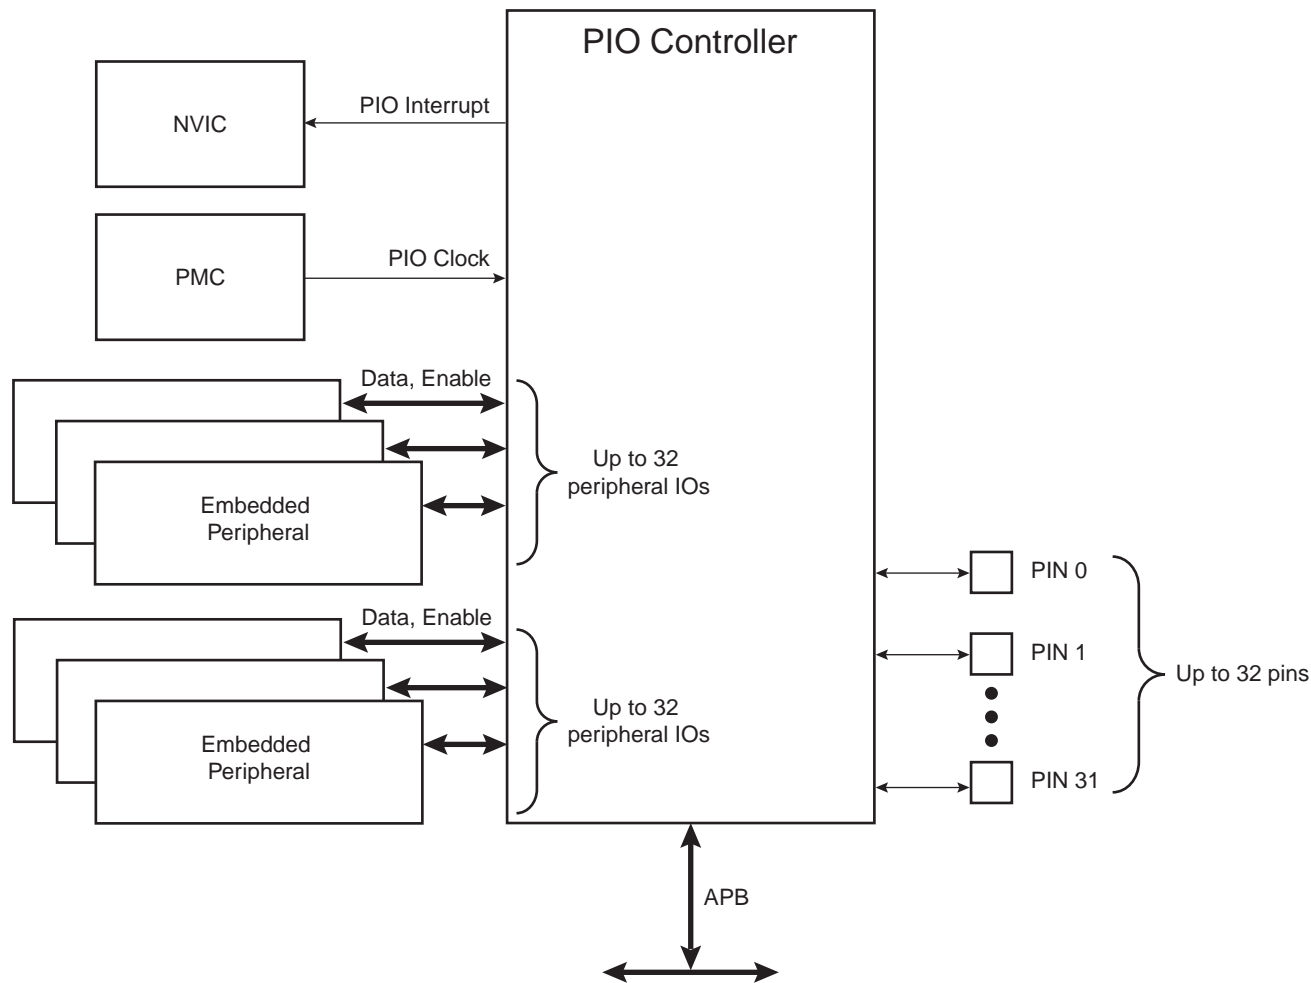 PIO Controller
PIO Interrupt
NVIC
PIO Clock
PMC
Data, Enable
Up to 32
peripheral IOs
Embedded
Peripheral
PIN 0
Data, Enable
PIN 1
Up to 32 pins
Up to 32
peripheral IOs
Embedded
Peripheral
PIN 31
APB